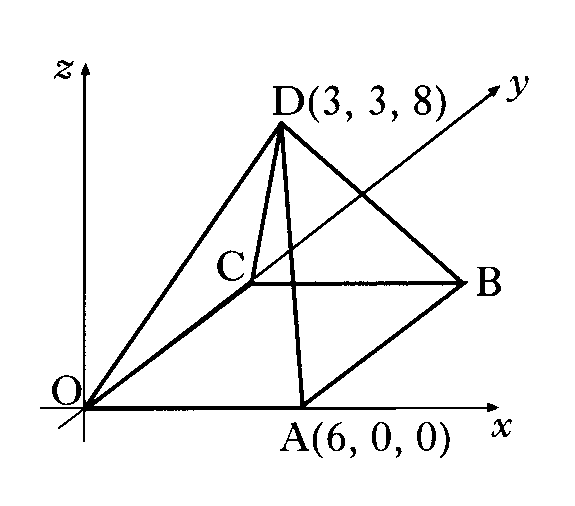 z
D(3, 3, 8)
y
C
B
O
A(6, 0, 0)
x